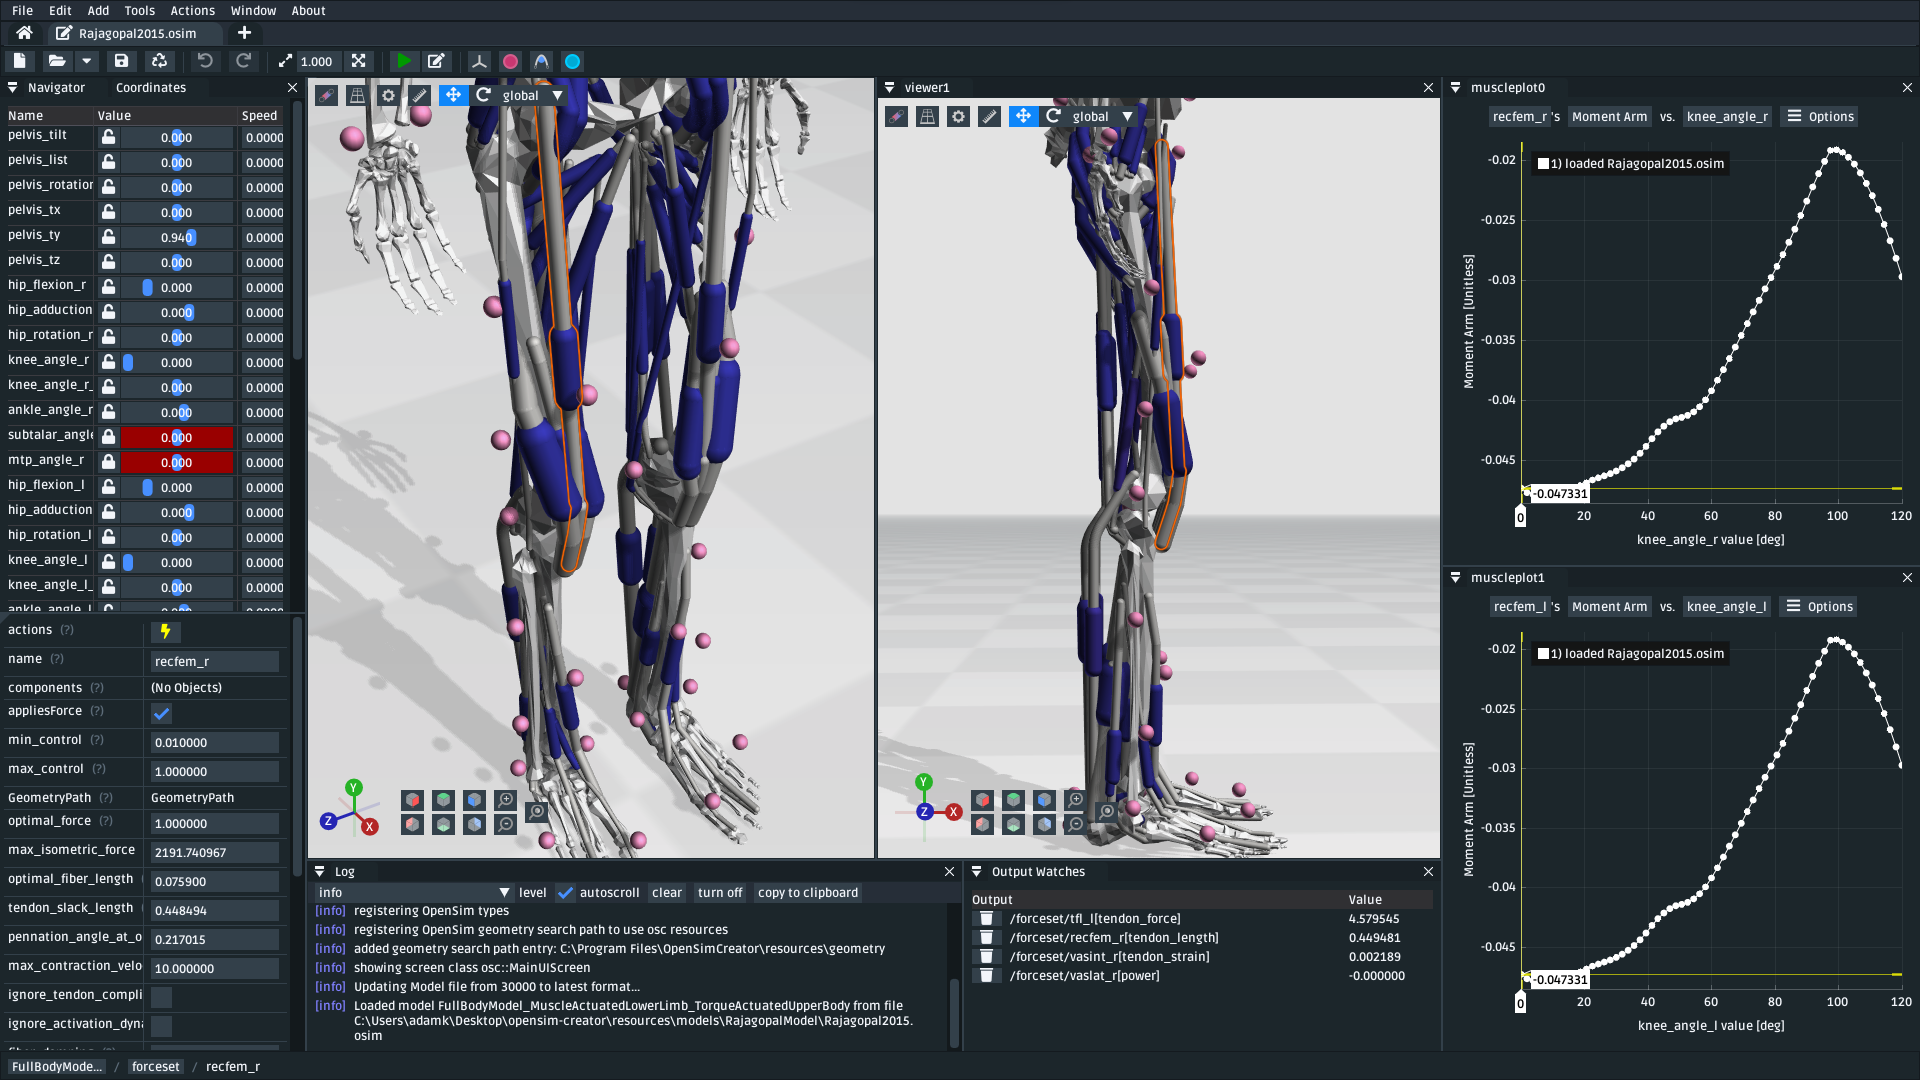 File Edit Add Tools Actions Window About
Rajagopal2015.osim
1.000
Navigator Coordinates
Name Value Speed
pelvis_tilt 0.000 0.0000
pelvis_list 0.000 0.0000
pelvis_rotation 0.000 0.0000
pelvis_tx 0.000 0.0000
pelvis_ty 0.940 0.0000
pelvis_tz 0.000 0.0000
hip_flexion_r 0.000 0.0000
hip_adduction 0.000 0.0000
hip_rotation_r 0.000 0.0000
knee_angle_r 0.000 0.0000
knee_angle_r_ 0.000 0.0000
ankle_angle_r 0.000 0.0000
subtalar_angle 0.000 0.0000
mtp_angle_r 0.000 0.0000
hip_flexion_l 0.000 0.0000
hip_adduction 0.000 0.0000
hip_rotation_l 0.000 0.0000
knee_angle_l 0.000 0.0000
knee_angle_l_ 0.000 0.0000
ankle_angle_l 0.000 0.0000
actions (?)
name (?) recfem_r
components (?) (No Objects)
appliesForce (?)
min_control (?) 0.010000
max_control (?) 1.000000
GeometryPath (?) GeometryPath
optimal_force (?) 1.000000
max_isometric_force 2191.740967
optimal_fiber_length 0.075900
tendon_slack_length 0.448494
pennation_angle_at_o 0.217015
max_contraction_velo 10.000000
ignore_tendon_compli
ignore_activation_dyna
global
Y
Z
X
viewer1
global
Y
Z
X
Log
info level autoscroll clear turn off copy to clipboard
[info] registering OpenSim types
[info] registering OpenSim geometry search path to use osc resources
[info] added geometry search path entry: C:\Program Files\OpenSimCreator\resources\geometry
[info] showing screen class osc::MainUIScreen
[info] Updating Model file from 30000 to latest format...
[info] Loaded model FullBodyModel_MuscleActuatedLowerLimb_TorqueActuatedUpperBody from file
C:\Users\adamk\Desktop\opensim-creator\resources\models\RajagopalModel\Rajagopal2015.
osim
Output Watches
Output Value
/forceset/tfl_l[tendon_force] 4.579545
/forceset/recfem_r[tendon_length] 0.449481
/forceset/vasint_r[tendon_strain] 0.002189
/forceset/vaslat_r[power] -0.000000
muscleplot0
recfem_r 's Moment Arm vs. knee_angle_r Options
1) loaded Rajagopal2015.osim
Moment Arm [Unitless]
-0.02
-0.025
-0.03
-0.035
-0.04
-0.045
-0.047331
0 20 40 60 80 100 120
knee_angle_r value [deg]
muscleplot1
recfem_l 's Moment Arm vs. knee_angle_l Options
1) loaded Rajagopal2015.osim
Moment Arm [Unitless]
-0.02
-0.025
-0.03
-0.035
-0.04
-0.045
-0.047331
0 20 40 60 80 100 120
knee_angle_l value [deg]
FullBodyMode... / forceset / recfem_r